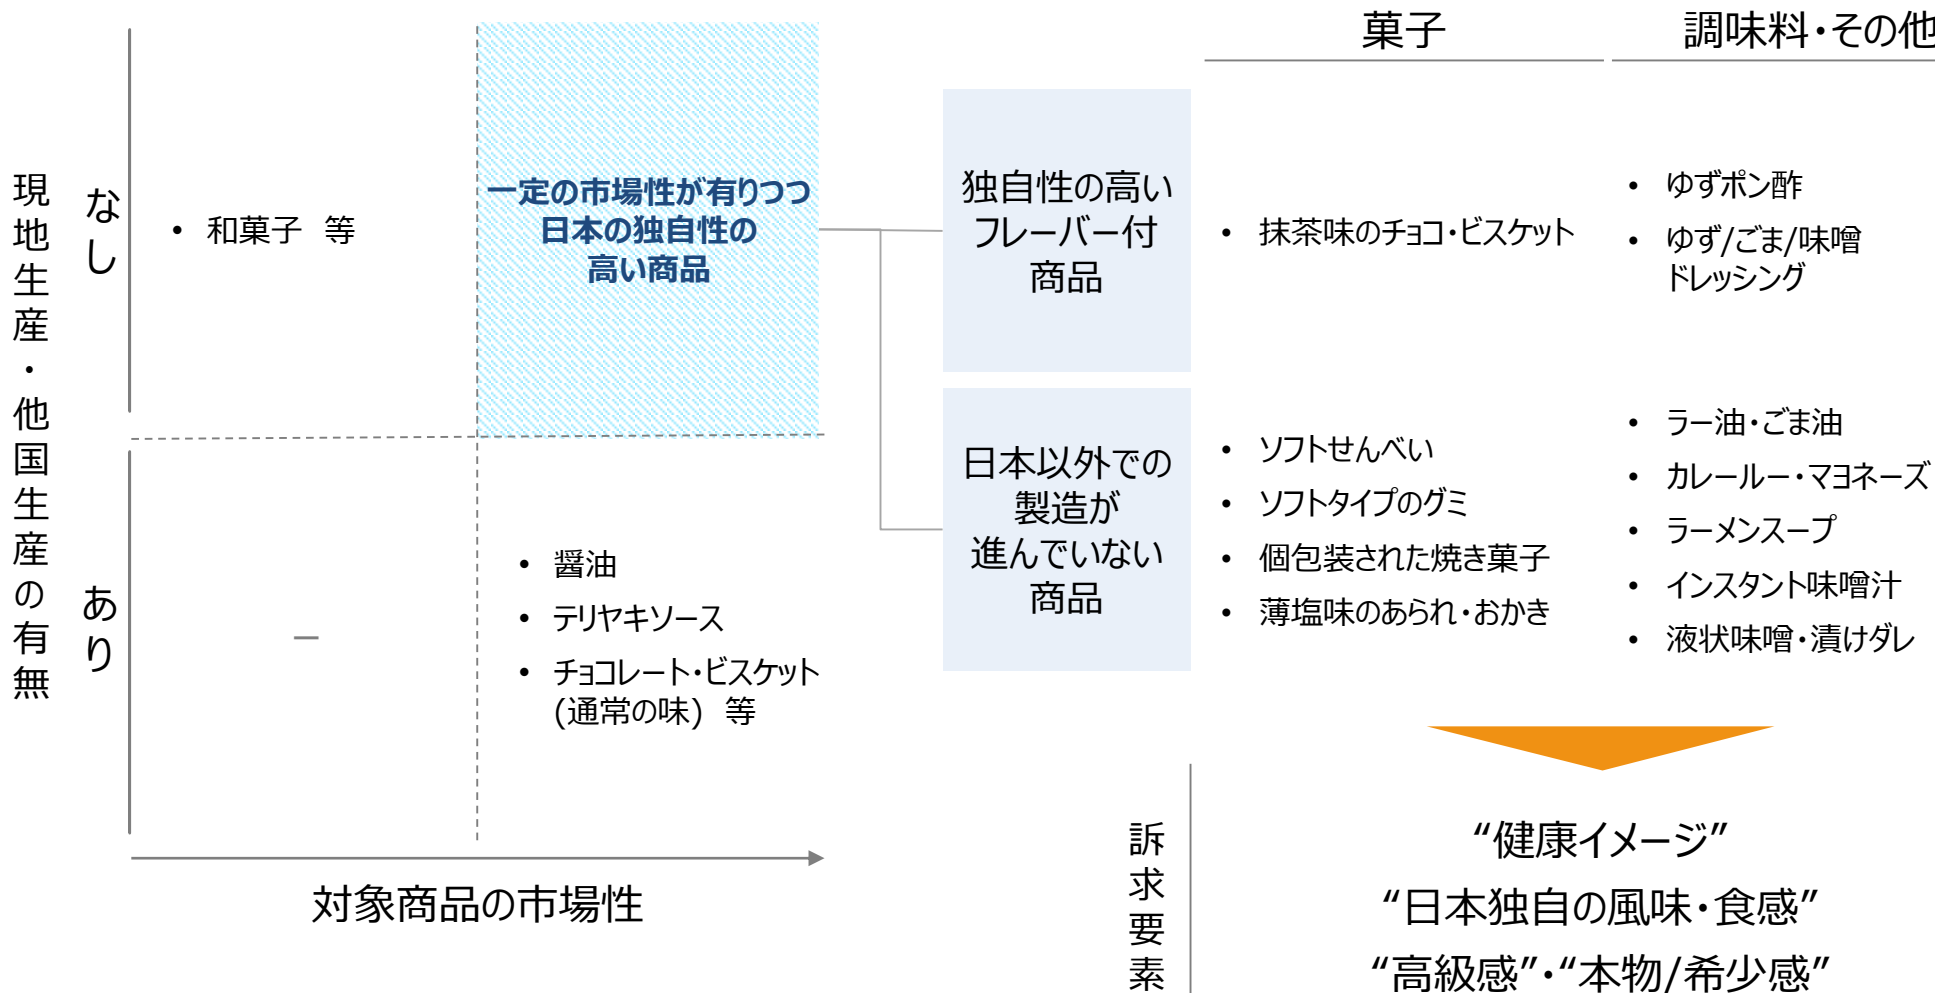 現地生産・他国生産の有無
なし
あり
• 和菓子 等
一定の市場性が有りつつ
日本の独自性の
高い商品
–
• 醤油
• テリヤキソース
• チョコレート・ビスケット
(通常の味) 等
対象商品の市場性
菓子
調味料・その他
独自性の高い
フレーバー付
商品
• 抹茶味のチョコ・ビスケット
• ゆずポン酢
• ゆず/ごま/味噌
ドレッシング
日本以外での
製造が
進んでいない
商品
• ソフトせんべい
• ソフトタイプのグミ
• 個包装された焼き菓子
• 薄塩味のあられ・おかき
• ラー油・ごま油
• カレールー・マヨネーズ
• ラーメンスープ
• インスタント味噌汁
• 液状味噌・漬けダレ
訴求要素
“健康イメージ”
“日本独自の風味・食感”
“高級感”・“本物/希少感”